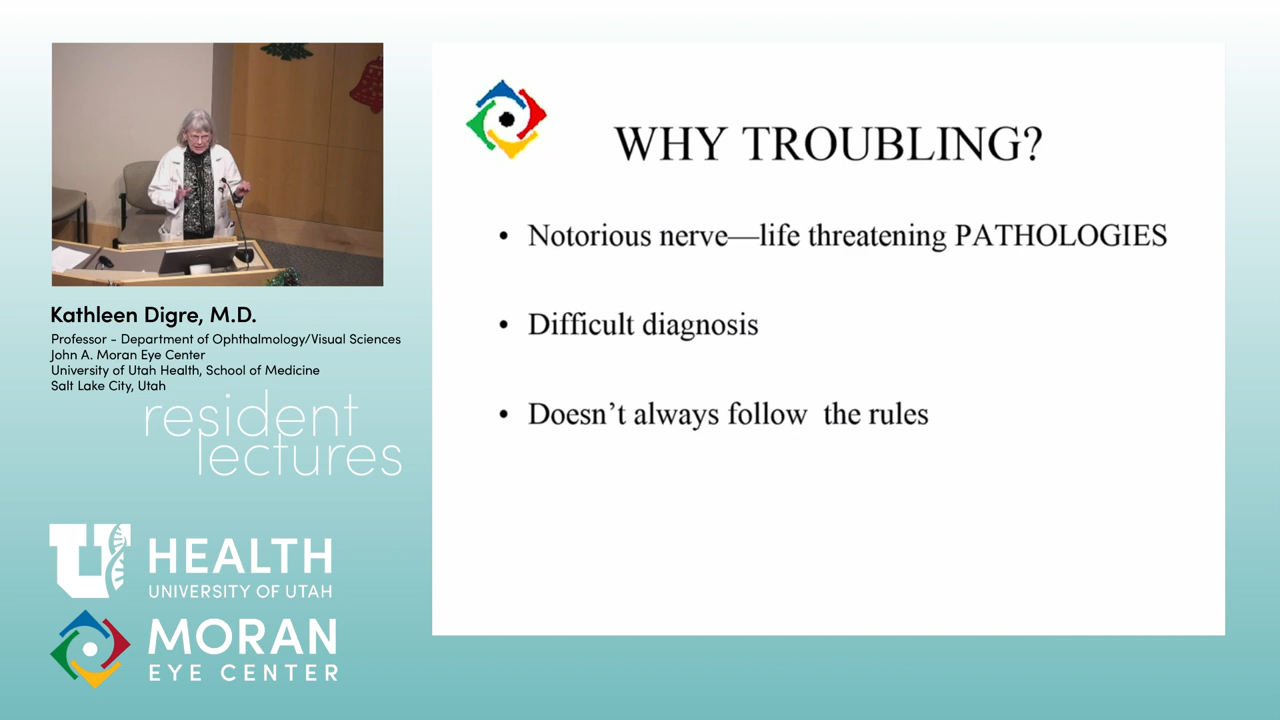 WHY TROUBLING?
• Notorious nerve—life threatening PATHOLOGIES
• Difficult diagnosis
• Doesn’t always follow  the rules
Kathleen Digre, M.D.
Professor - Department of Ophthalmology/Visual Sciences
John A. Moran Eye Center
University of Utah Health, School of Medicine
Salt Lake City, Utah
resident
lectures
U HEALTH
UNIVERSITY OF UTAH
MORAN
EYE CENTER